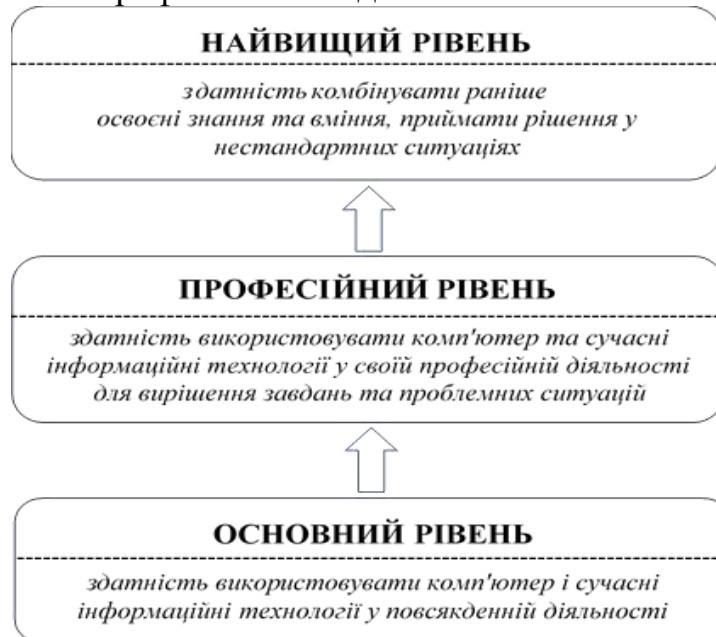 НАЙВИЩИЙ РІВЕНЬ
здатність комбінувати раніше
освоєні знання та вміння, приймати рішення у
нестандартних ситуаціях
ПРОФЕСІЙНИЙ РІВЕНЬ
здатність використовувати комп'ютер та сучасні
інформаційні технології у своїй професійній діяльності
для вирішення завдань та проблемних ситуацій
ОСНОВНИЙ РІВЕНЬ
здатність використовувати комп'ютер і сучасні
інформаційні технології у повсякденній діяльності